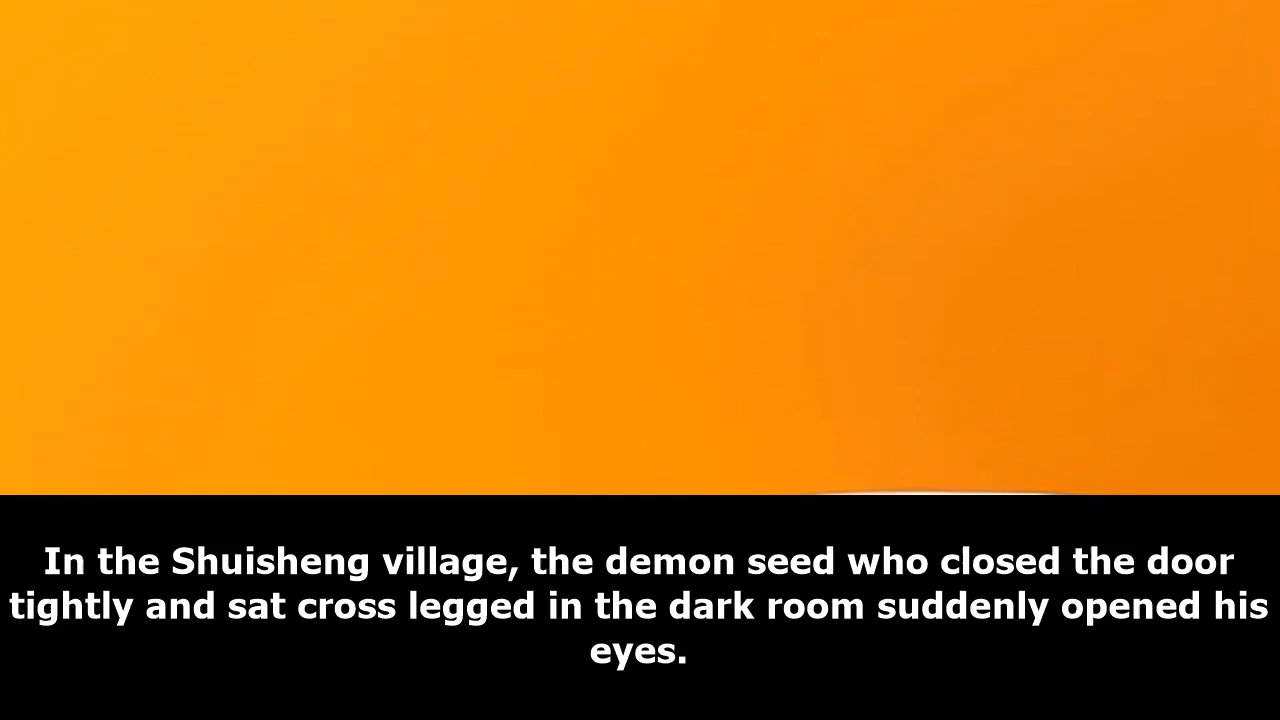 In the Shuisheng village, the demon seed who closed the door
tightly and sat cross legged in the dark room suddenly opened his
eyes.